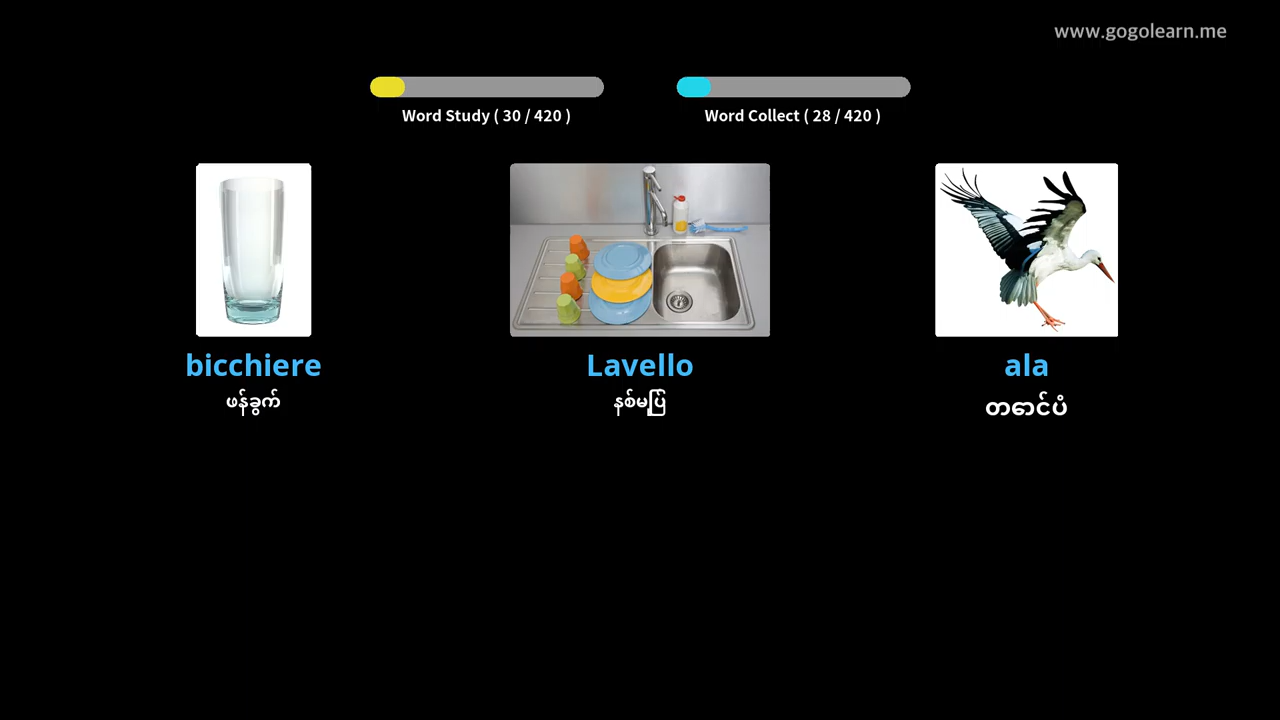 www.gogolearn.me
Word Study ( 30 / 420 )
Word Collect ( 28 / 420 )
bicchiere
ဖန်ခွက်
Lavello
နစ်မြုပ်
ala
တောင်ပံ